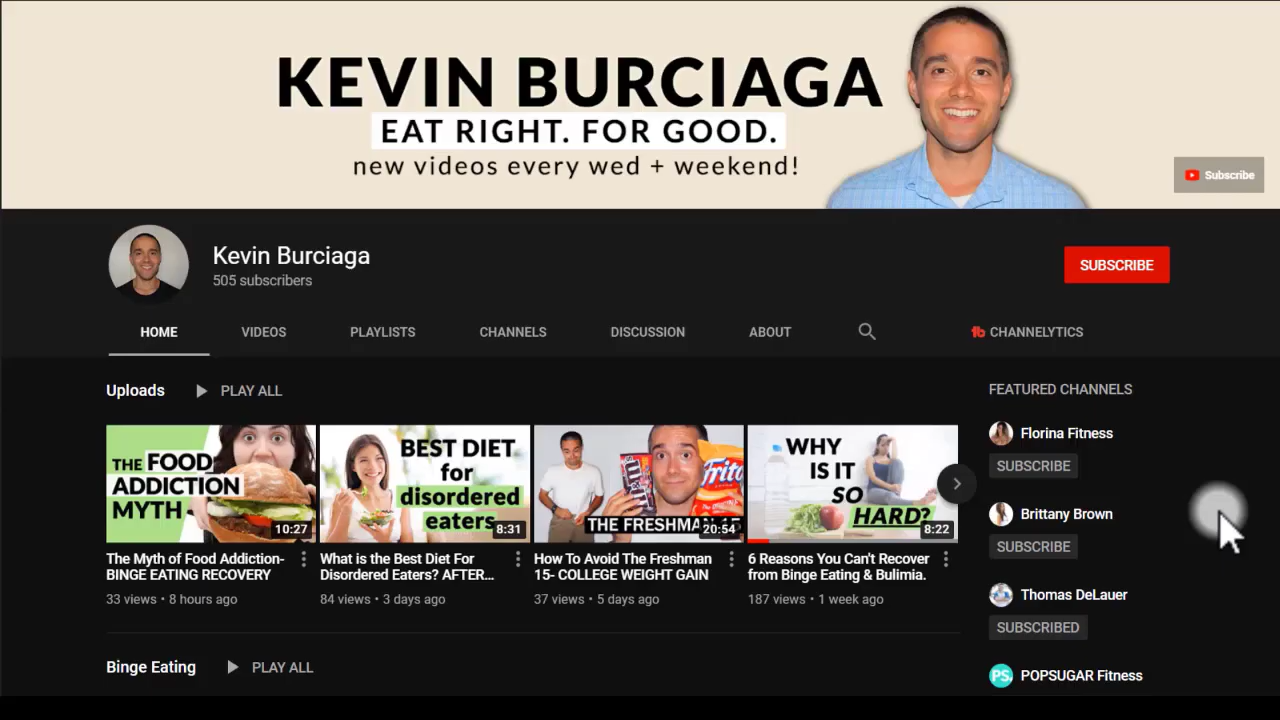 KEVIN BURCIAGA
EAT RIGHT. FOR GOOD.
new videos every wed + weekend!
Subscribe
Kevin Burciaga
505 subscribers
SUBSCRIBE
HOME
VIDEOS
PLAYLISTS
CHANNELS
DISCUSSION
ABOUT
tb CHANNELYTICS
Uploads
PLAY ALL
THE FOOD
ADDICTION
MYTH
10:27
The Myth of Food Addiction-
BINGE EATING RECOVERY
33 views • 8 hours ago
BEST DIET
for
disordered
eaters
8:31
What is the Best Diet For
Disordered Eaters? AFTER...
84 views • 3 days ago
m&m's
Frito
THE FRESHMAN 15
20:54
How To Avoid The Freshman
15- COLLEGE WEIGHT GAIN
37 views • 5 days ago
WHY
IS IT
SO
HARD?
8:22
6 Reasons You Can't Recover
from Binge Eating & Bulimia.
187 views • 1 week ago
Binge Eating
PLAY ALL
FEATURED CHANNELS
Florina Fitness
SUBSCRIBE
Brittany Brown
SUBSCRIBE
Thomas DeLauer
SUBSCRIBED
PS.
POPSUGAR Fitness